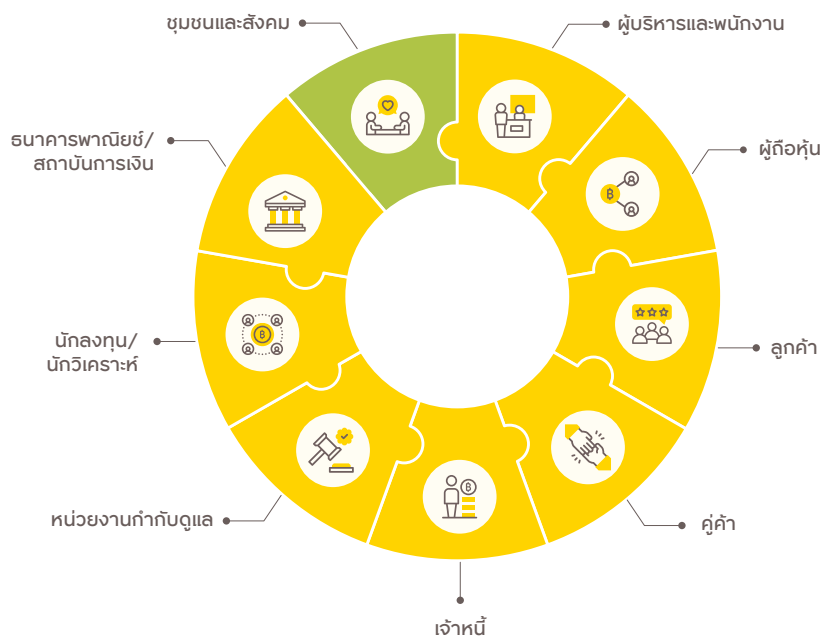 ชุมชนและสังคม
ผู้บริหารและพนักงาน
ธนาคารพาณิชย์/
สถาบันการเงิน
ผู้ถือหุ้น
นักลงทุน/
นักวิเคราะห์
ลูกค้า
หน่วยงานกำกับดูแล
คู่ค้า
เจ้าหนี้